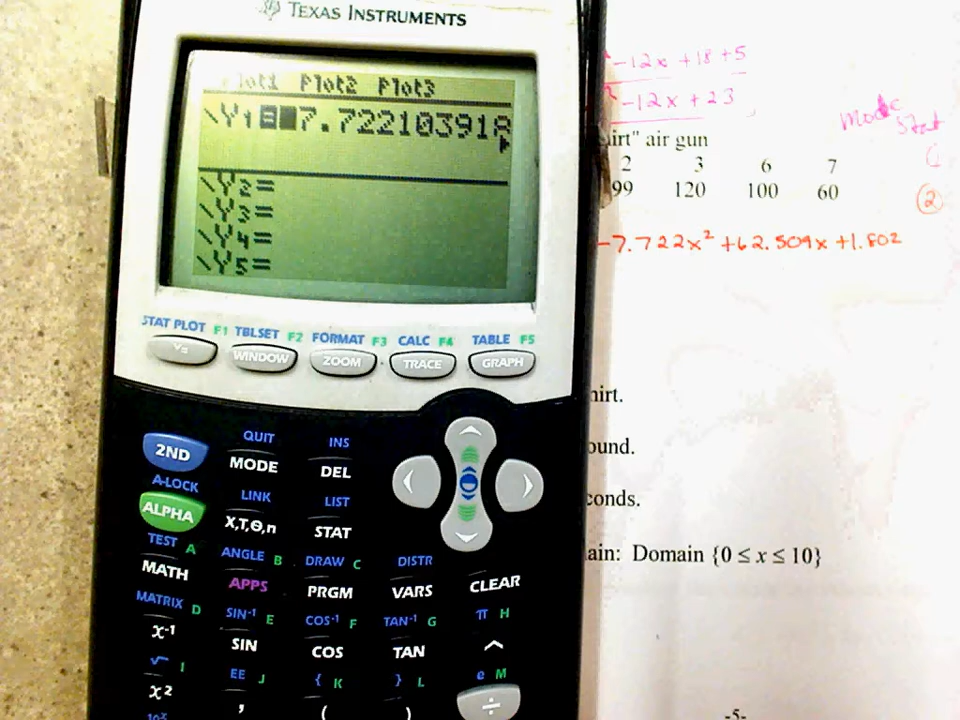 TEXAS INSTRUMENTS
Plot1 Plot2 Plot3
\Y1=■7.722103918
\Y2=
\Y3=
\Y4=
\Y5=
STAT PLOT F1 TBLSET F2 FORMAT F3 CALC F4 TABLE F5
Y= WINDOW ZOOM TRACE GRAPH
QUIT INS
2ND MODE DEL
A-LOCK LINK LIST
ALPHA X,T,Θ,n STAT
TEST A ANGLE B DRAW C DISTR
MATH APPS PRGM VARS CLEAR
MATRIX D SIN⁻¹ E COS⁻¹ F TAN⁻¹ G π H
x⁻¹ SIN COS TAN ^
√ I EE J { K } L e M
x² , ( ) ÷
10ˣ
-12x +18 +5
-12x + 23
Mode
Stat
irt" air gun
2 3 6 7
99 120 100 60
1
2
-7.722x² +62.509x +1.802
hirt.
ound.
conds.
ain: Domain {0 ≤ x ≤ 10}
-5-